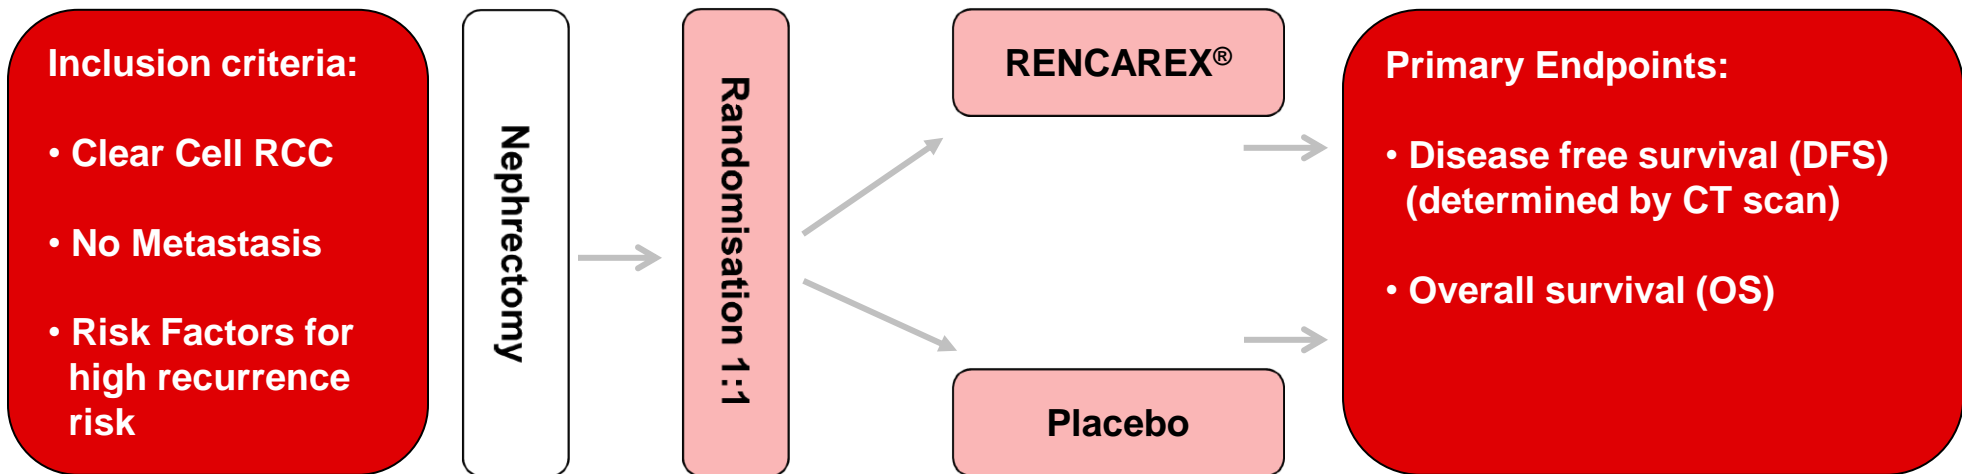 Inclusion criteria:
• Clear Cell RCC
• No Metastasis
• Risk Factors for
high recurrence
risk
Nephrectomy
Randomisation 1:1
RENCAREX®
Placebo
Primary Endpoints:
• Disease free survival (DFS)
(determined by CT scan)
• Overall survival (OS)